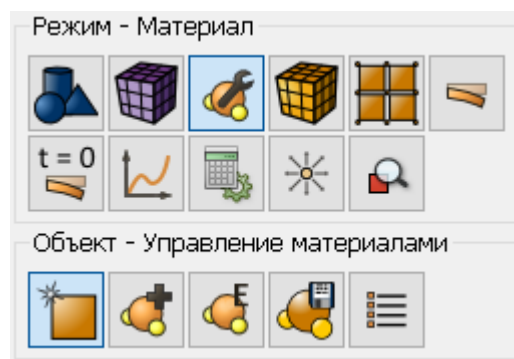 Режим - Материал
t = 0
Объект - Управление материалами
E